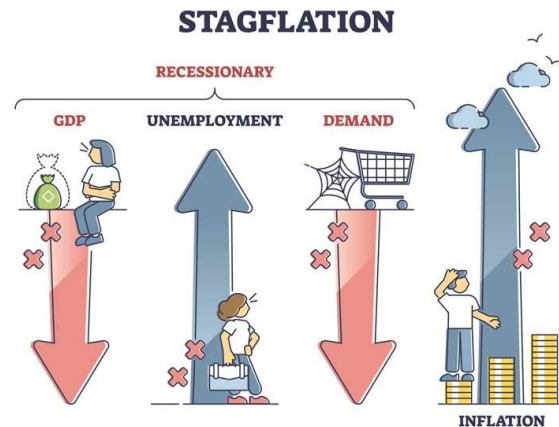 STAGFLATION
RECESSIONARY
GDP
UNEMPLOYMENT
DEMAND
INFLATION